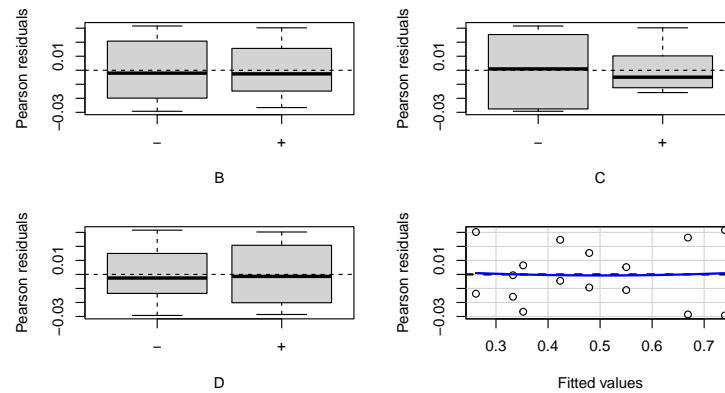 Pearson residuals
0.01
−0.03
−
+
B
Pearson residuals
0.01
−0.03
−
+
C
Pearson residuals
0.01
−0.03
−
+
D
Pearson residuals
0.01
−0.03
0.3 0.4 0.5 0.6 0.7
Fitted values